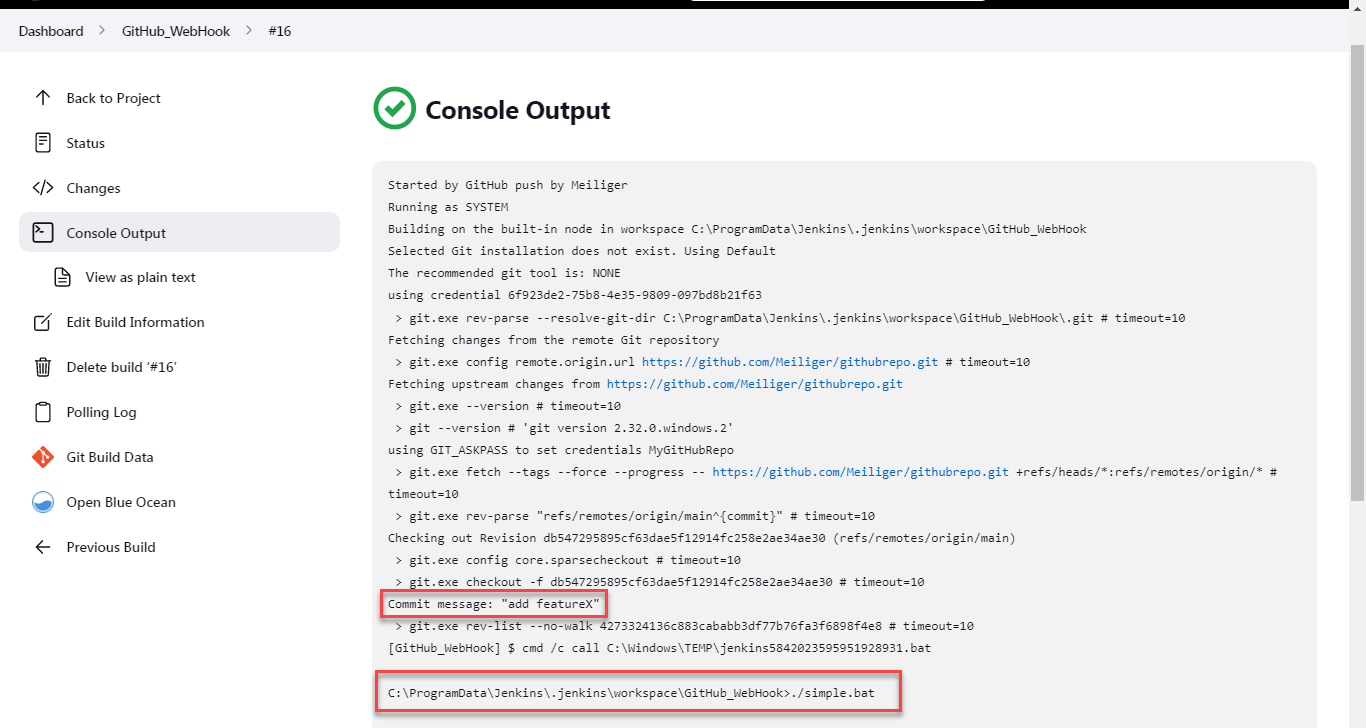 Dashboard > GitHub_WebHook > #16
Back to Project
Status
Changes
Console Output
View as plain text
Edit Build Information
Delete build ‘#16’
Polling Log
Git Build Data
Open Blue Ocean
Previous Build
Console Output
Started by GitHub push by Meiliger
Running as SYSTEM
Building on the built-in node in workspace C:\ProgramData\Jenkins\.jenkins\workspace\GitHub_WebHook
Selected Git installation does not exist. Using Default
The recommended git tool is: NONE
using credential 6f923de2-75b8-4e35-9809-097bd8b21f63
> git.exe rev-parse --resolve-git-dir C:\ProgramData\Jenkins\.jenkins\workspace\GitHub_WebHook\.git # timeout=10
Fetching changes from the remote Git repository
> git.exe config remote.origin.url https://github.com/Meiliger/githubrepo.git # timeout=10
Fetching upstream changes from https://github.com/Meiliger/githubrepo.git
> git.exe --version # timeout=10
> git --version # 'git version 2.32.0.windows.2'
using GIT_ASKPASS to set credentials MyGitHubRepo
> git.exe fetch --tags --force --progress -- https://github.com/Meiliger/githubrepo.git +refs/heads/*:refs/remotes/origin/* #
timeout=10
> git.exe rev-parse "refs/remotes/origin/main^{commit}" # timeout=10
Checking out Revision db547295895cf63dae5f12914fc258e2ae34ae30 (refs/remotes/origin/main)
> git.exe config core.sparsecheckout # timeout=10
> git.exe checkout -f db547295895cf63dae5f12914fc258e2ae34ae30 # timeout=10
Commit message: "add featureX"
> git.exe rev-list --no-walk 4273324136c883cababb3df77b76fa3f6898f4e8 # timeout=10
[GitHub_WebHook] $ cmd /c call C:\Windows\TEMP\jenkins5842023595951928931.bat
C:\ProgramData\Jenkins\.jenkins\workspace\GitHub_WebHook>./simple.bat